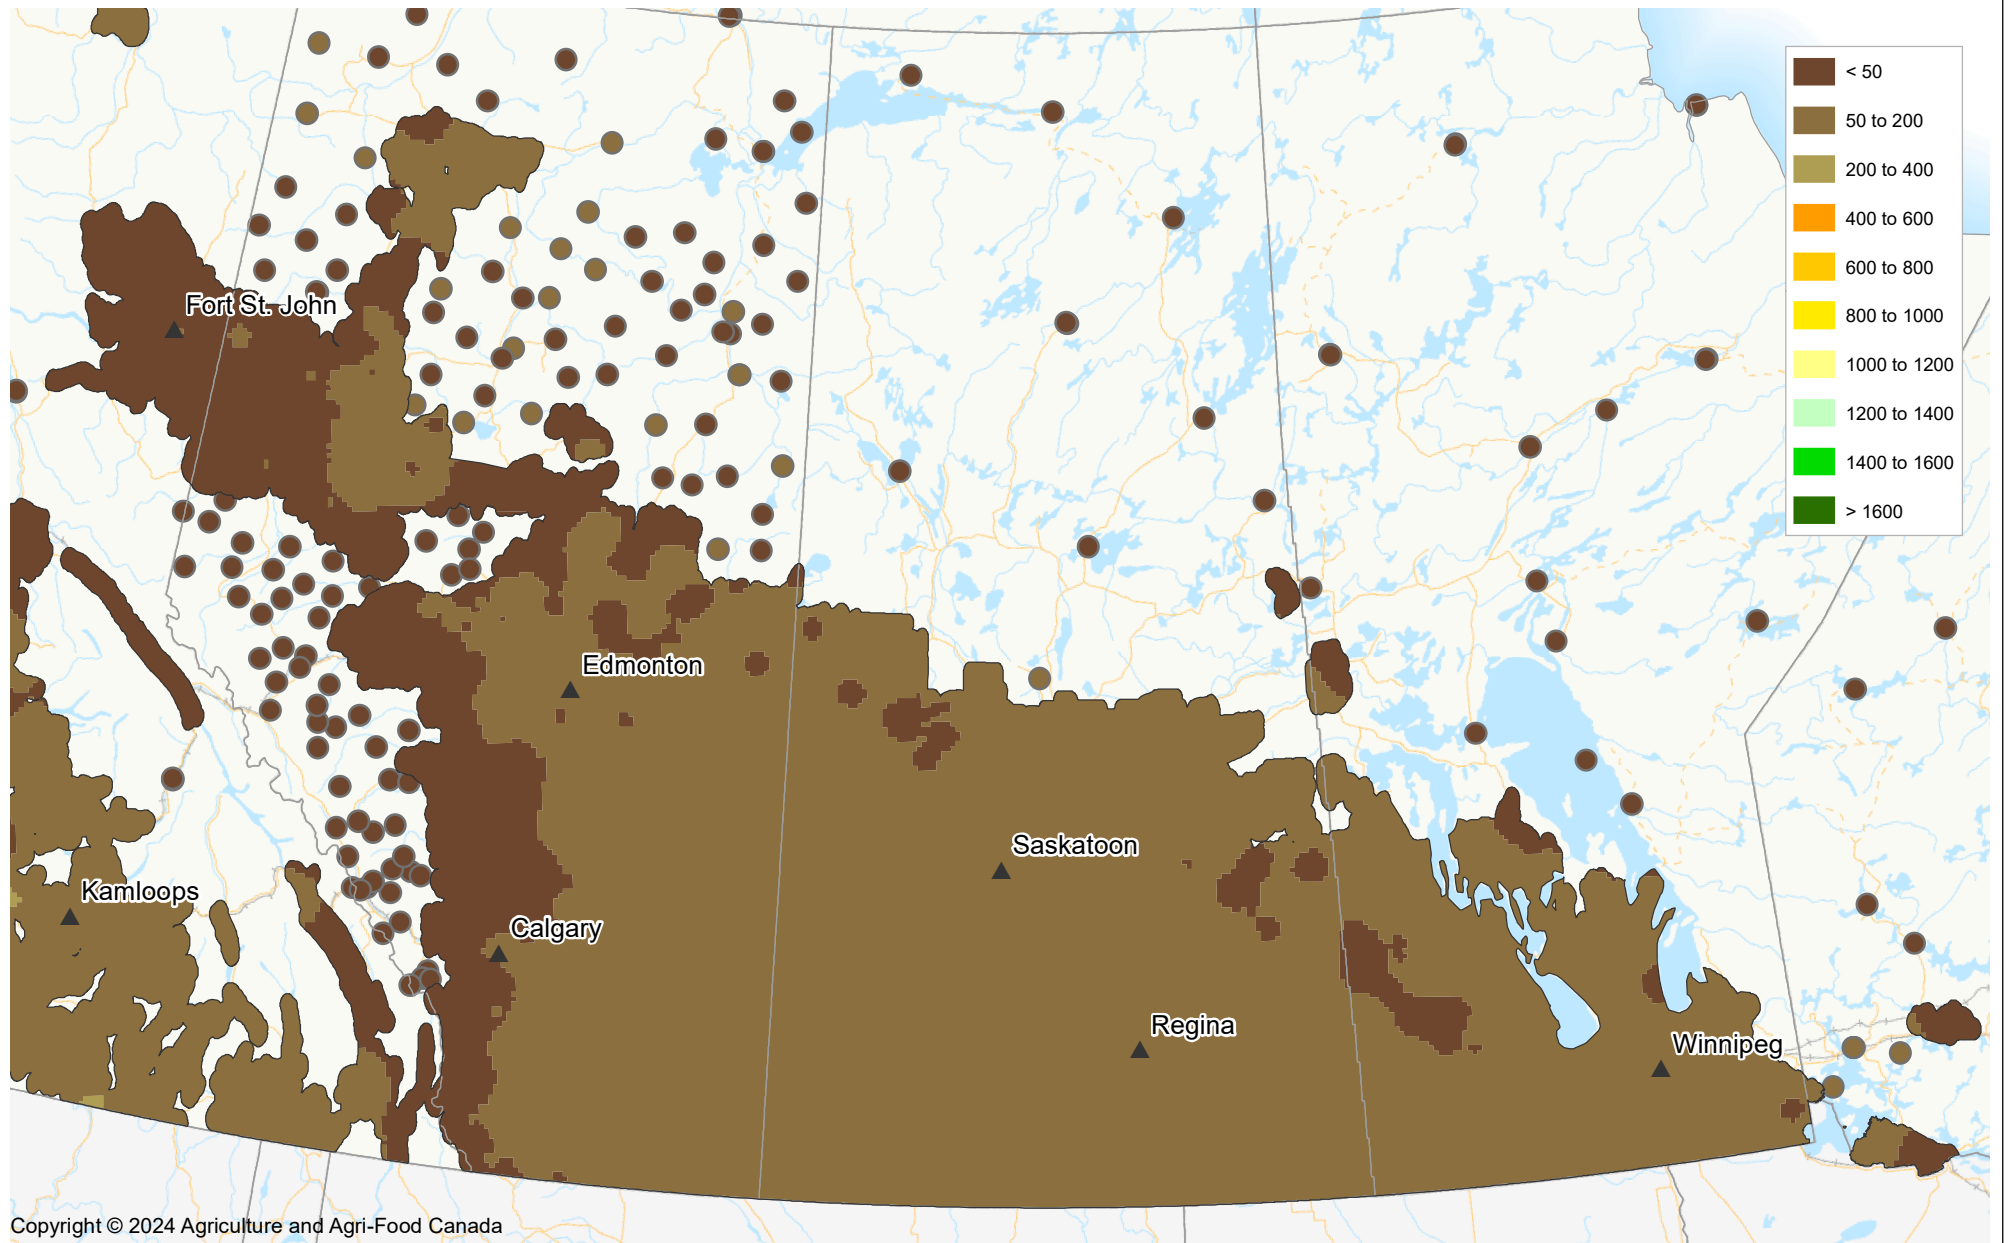 < 50
50 to 200
200 to 400
400 to 600
600 to 800
800 to 1000
1000 to 1200
1200 to 1400
1400 to 1600
> 1600
Fort St. John
Edmonton
Saskatoon
Kamloops
Calgary
Regina
Winnipeg
Copyright © 2024 Agriculture and Agri-Food Canada